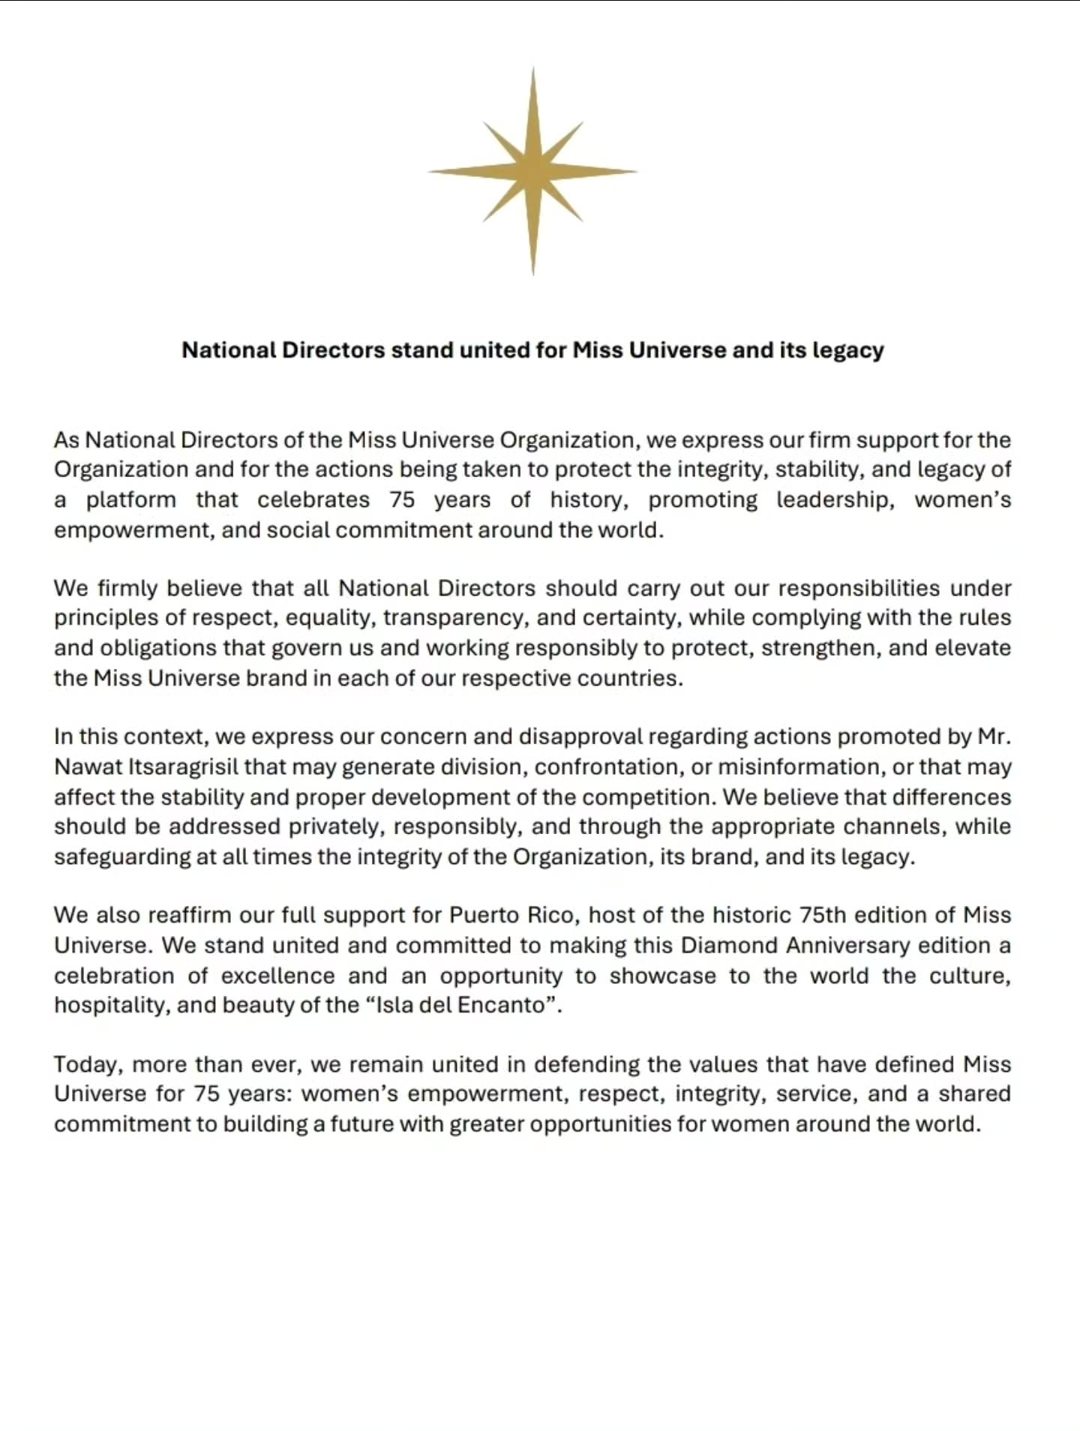 National Directors stand united for Miss Universe and its legacy
As National Directors of the Miss Universe Organization, we express our firm support for the
Organization and for the actions being taken to protect the integrity, stability, and legacy of
a platform that celebrates 75 years of history, promoting leadership, women’s
empowerment, and social commitment around the world.
We firmly believe that all National Directors should carry out our responsibilities under
principles of respect, equality, transparency, and certainty, while complying with the rules
and obligations that govern us and working responsibly to protect, strengthen, and elevate
the Miss Universe brand in each of our respective countries.
In this context, we express our concern and disapproval regarding actions promoted by Mr.
Nawat Itsaragrisil that may generate division, confrontation, or misinformation, or that may
affect the stability and proper development of the competition. We believe that differences
should be addressed privately, responsibly, and through the appropriate channels, while
safeguarding at all times the integrity of the Organization, its brand, and its legacy.
We also reaffirm our full support for Puerto Rico, host of the historic 75th edition of Miss
Universe. We stand united and committed to making this Diamond Anniversary edition a
celebration of excellence and an opportunity to showcase to the world the culture,
hospitality, and beauty of the “Isla del Encanto”.
Today, more than ever, we remain united in defending the values that have defined Miss
Universe for 75 years: women’s empowerment, respect, integrity, service, and a shared
commitment to building a future with greater opportunities for women around the world.